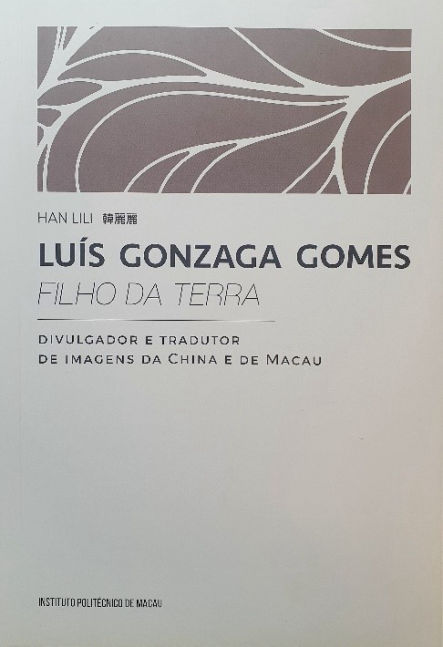 HAN LILI 韓麗麗
LUÍS GONZAGA GOMES
FILHO DA TERRA
DIVULGADOR E TRADUTOR
DE IMAGENS DA CHINA E DE MACAU
INSTITUTO POLITÉCNICO DE MACAU